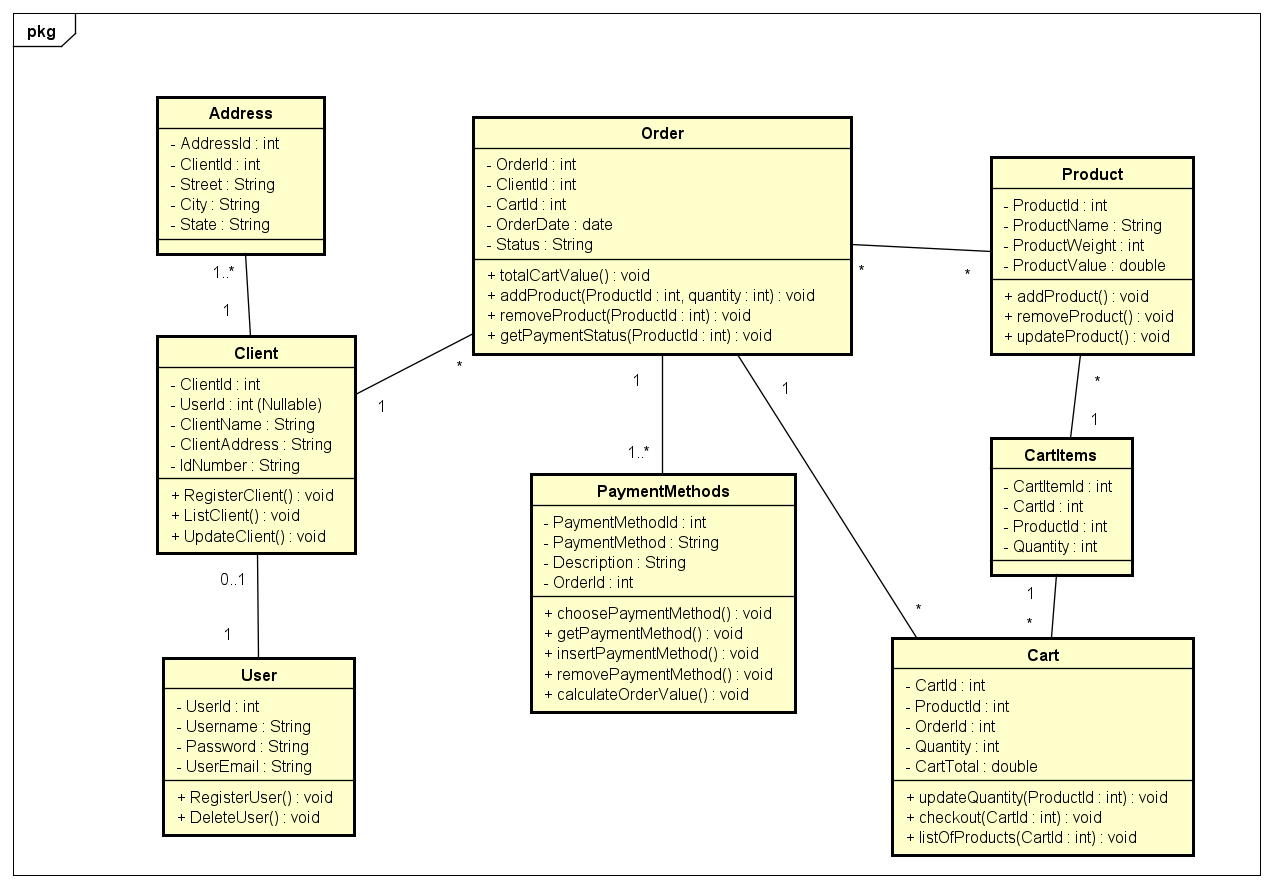 pkg
Address
- AddressId : int
- ClientId : int
- Street : String
- City : String
- State : String
1..*
1
Client
- ClientId : int
- UserId : int (Nullable)
- ClientName : String
- ClientAddress : String
- IdNumber : String
+ RegisterClient() : void
+ ListClient() : void
+ UpdateClient() : void
0..1
1
User
- UserId : int
- Username : String
- Password : String
- UserEmail : String
+ RegisterUser() : void
+ DeleteUser() : void
Order
- OrderId : int
- ClientId : int
- CartId : int
- OrderDate : date
- Status : String
+ totalCartValue() : void
+ addProduct(ProductId : int, quantity : int) : void
+ removeProduct(ProductId : int) : void
+ getPaymentStatus(ProductId : int) : void
*
1
1
1..*
PaymentMethods
- PaymentMethodId : int
- PaymentMethod : String
- Description : String
- OrderId : int
+ choosePaymentMethod() : void
+ getPaymentMethod() : void
+ insertPaymentMethod() : void
+ removePaymentMethod() : void
+ calculateOrderValue() : void
1
*
*
*
Product
- ProductId : int
- ProductName : String
- ProductWeight : int
- ProductValue : double
+ addProduct() : void
+ removeProduct() : void
+ updateProduct() : void
*
1
CartItems
- CartItemId : int
- CartId : int
- ProductId : int
- Quantity : int
1
*
Cart
- CartId : int
- ProductId : int
- OrderId : int
- Quantity : int
- CartTotal : double
+ updateQuantity(ProductId : int) : void
+ checkout(CartId : int) : void
+ listOfProducts(CartId : int) : void